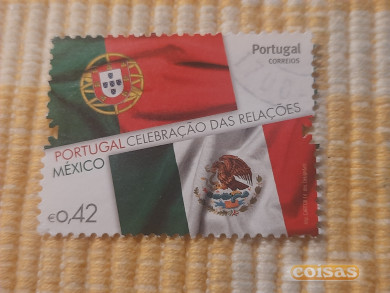 Portugal
CORREIOS
PORTUGAL CELEBRAÇÃO DAS RELAÇÕES
MÉXICO
€0,42
coisas